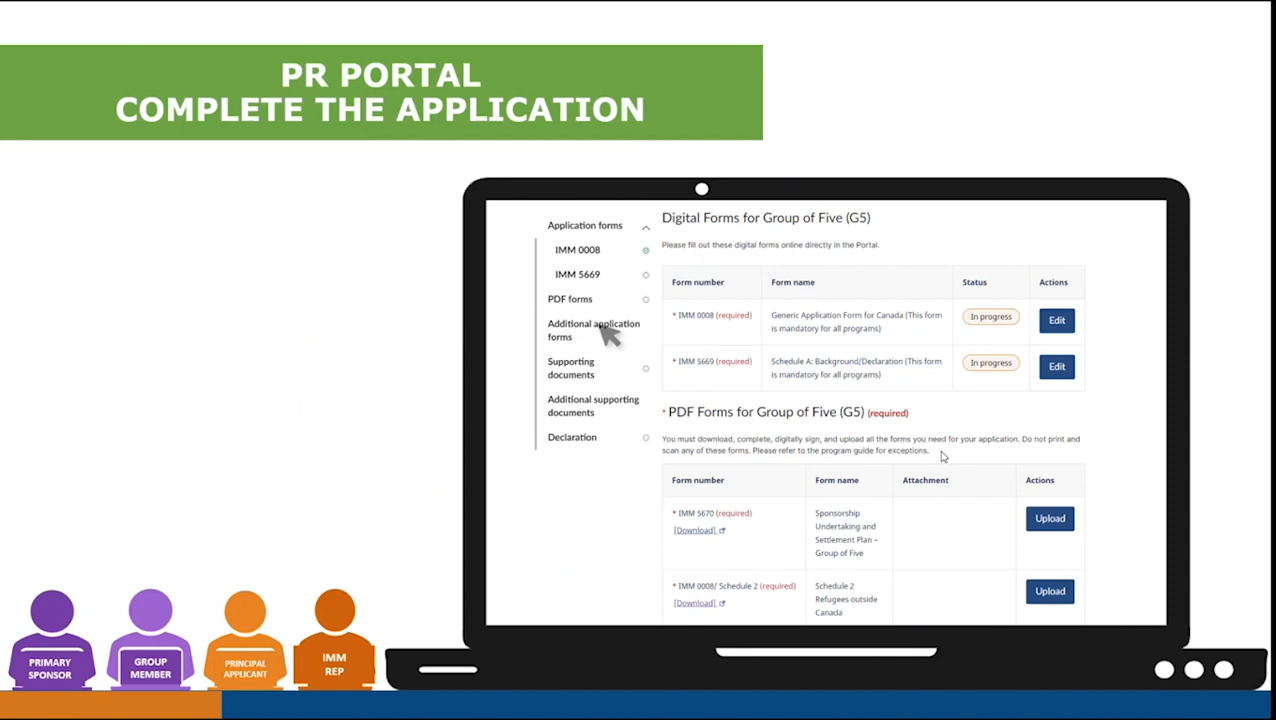 PR PORTAL
COMPLETE THE APPLICATION
Application forms
IMM 0008
IMM 5669
PDF forms
Additional application
forms
Supporting
documents
Additional supporting
documents
Declaration
Digital Forms for Group of Five (G5)
Please fill out these digital forms online directly in the Portal.
Form number Form name Status Actions
* IMM 0008 (required) Generic Application Form for Canada (This form
is mandatory for all programs) In progress Edit
* IMM 5669 (required) Schedule A: Background/Declaration (This form
is mandatory for all programs) In progress Edit
* PDF Forms for Group of Five (G5) (required)
You must download, complete, digitally sign, and upload all the forms you need for your application. Do not print and
scan any of these forms. Please refer to the program guide for exceptions.
Form number Form name Attachment Actions
* IMM 5670 (required)
[Download]
Sponsorship
Undertaking and
Settlement Plan –
Group of Five
Upload
* IMM 0008/ Schedule 2 (required)
[Download]
Schedule 2
Refugees outside
Canada
Upload
PRIMARY
SPONSOR
GROUP
MEMBER
PRINCIPAL
APPLICANT
IMM
REP